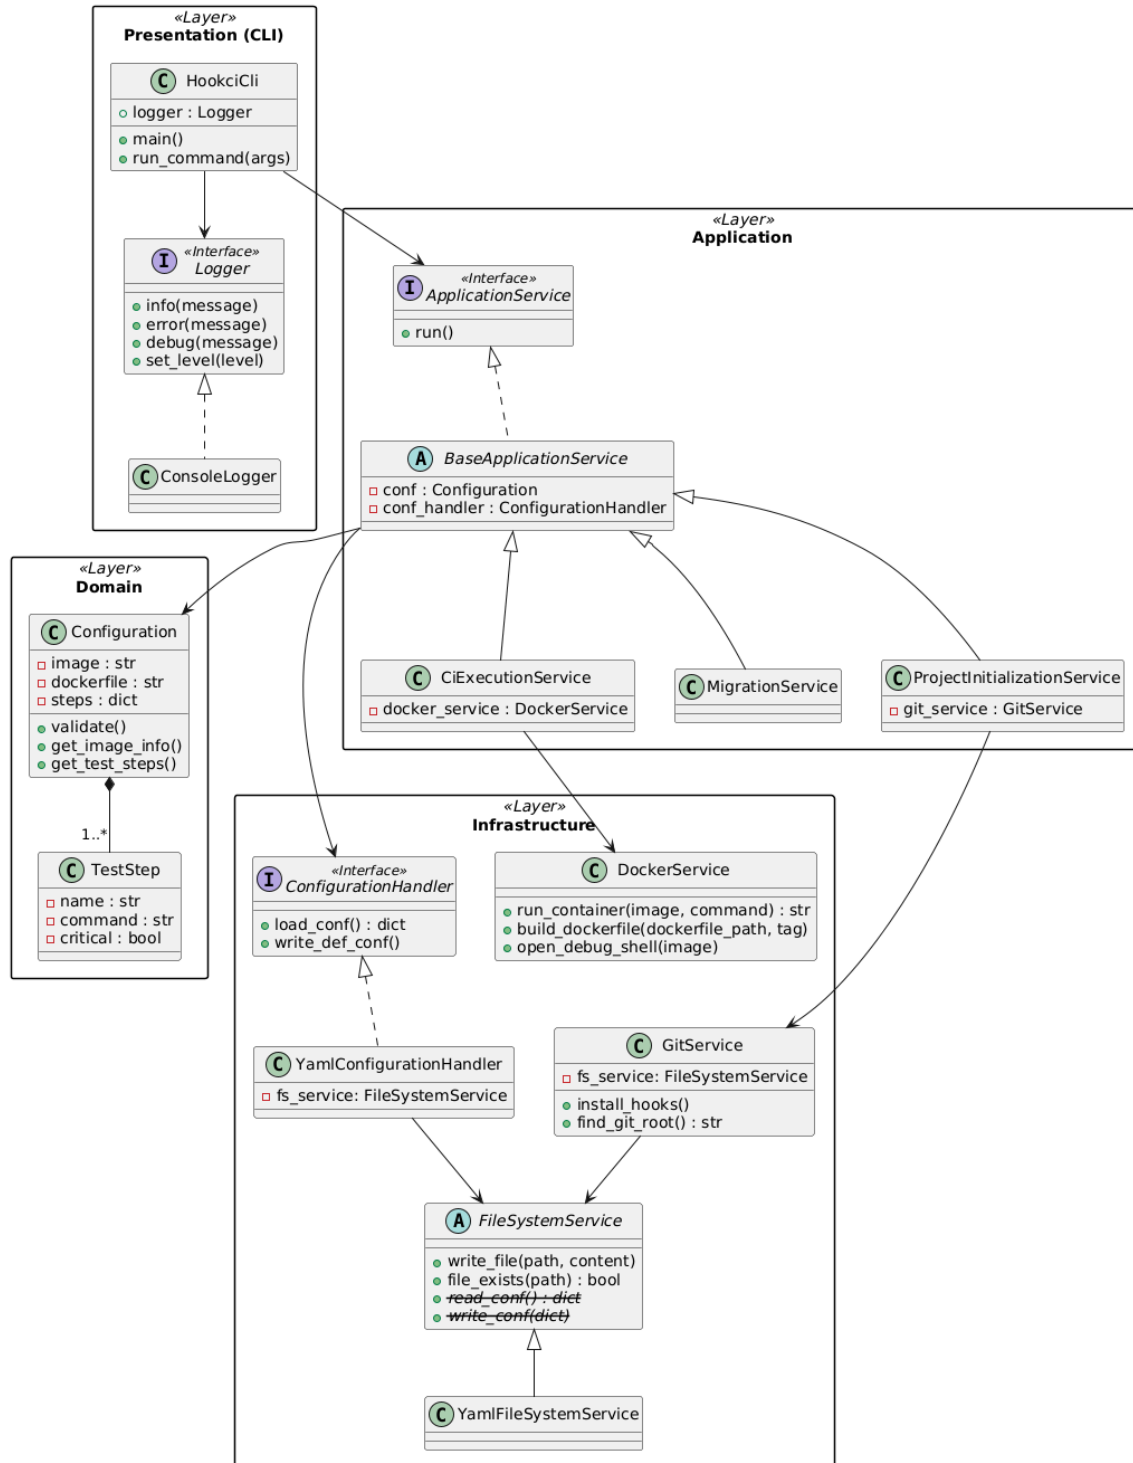 «Layer»
Presentation (CLI)
C HookciCli
logger : Logger
main()
run_command(args)
«Interface»
I Logger
info(message)
error(message)
debug(message)
set_level(level)
C ConsoleLogger
«Layer»
Application
«Interface»
I ApplicationService
run()
A BaseApplicationService
conf : Configuration
conf_handler : ConfigurationHandler
C CiExecutionService
docker_service : DockerService
C MigrationService
C ProjectInitializationService
git_service : GitService
«Layer»
Domain
C Configuration
image : str
dockerfile : str
steps : dict
validate()
get_image_info()
get_test_steps()
1..*
C TestStep
name : str
command : str
critical : bool
«Layer»
Infrastructure
«Interface»
I ConfigurationHandler
load_conf() : dict
write_def_conf()
C DockerService
run_container(image, command) : str
build_dockerfile(dockerfile_path, tag)
open_debug_shell(image)
C YamlConfigurationHandler
fs_service: FileSystemService
C GitService
fs_service: FileSystemService
install_hooks()
find_git_root() : str
A FileSystemService
write_file(path, content)
file_exists(path) : bool
read_conf() : dict
write_conf(dict)
C YamlFileSystemService